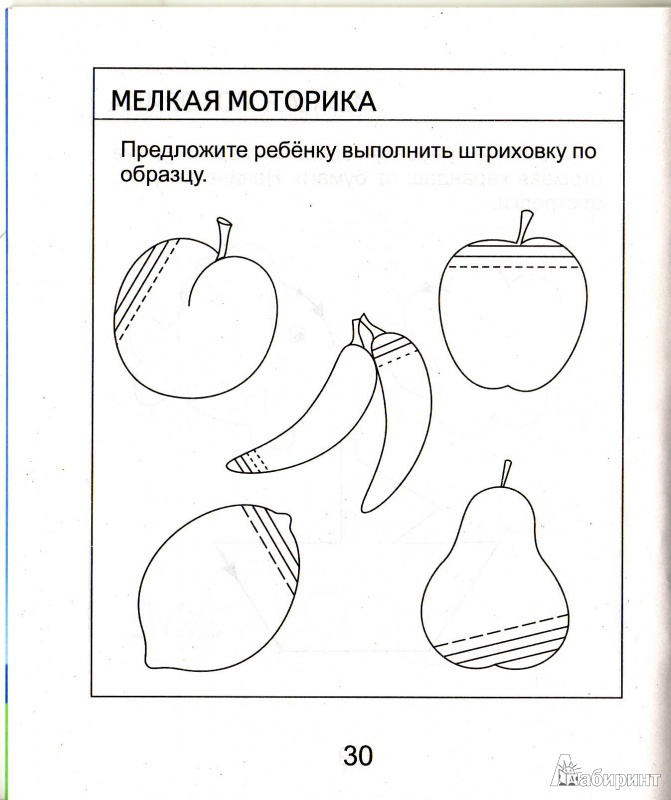 МЕЛКАЯ МОТОРИКА
Предложите ребёнку выполнить штриховку по
образцу.
30
Лабиринт